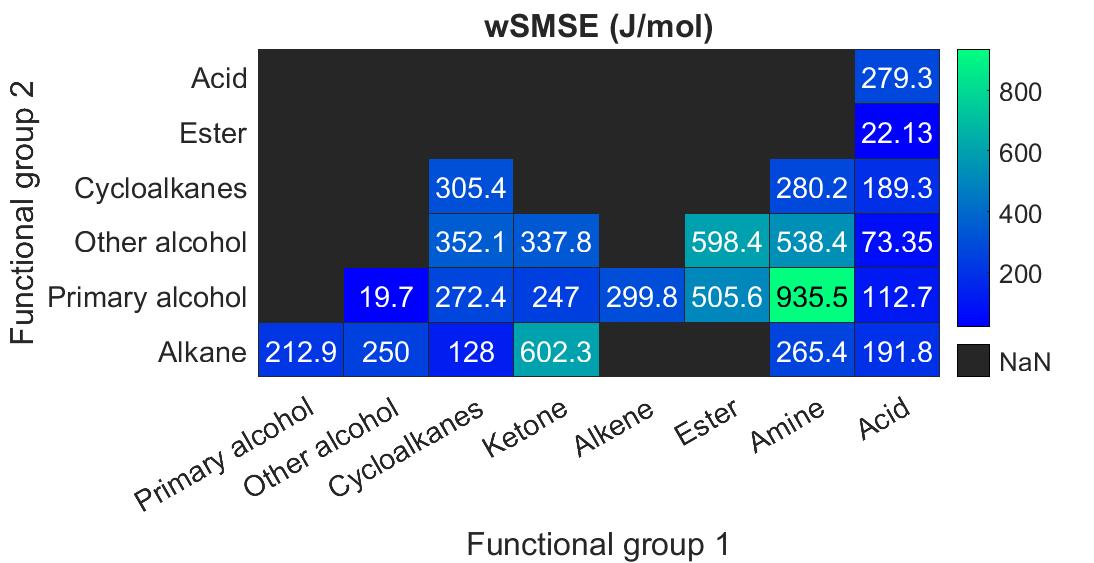 wSMSE (J/mol)
Functional group 2
Acid 279.3
Ester 22.13
Cycloalkanes 305.4 280.2 189.3
Other alcohol 352.1 337.8 598.4 538.4 73.35
Primary alcohol 19.7 272.4 247 299.8 505.6 935.5 112.7
Alkane 212.9 250 128 602.3 265.4 191.8
Primary alcohol Other alcohol Cycloalkanes Ketone Alkene Ester Amine Acid
Functional group 1
800
600
400
200
NaN